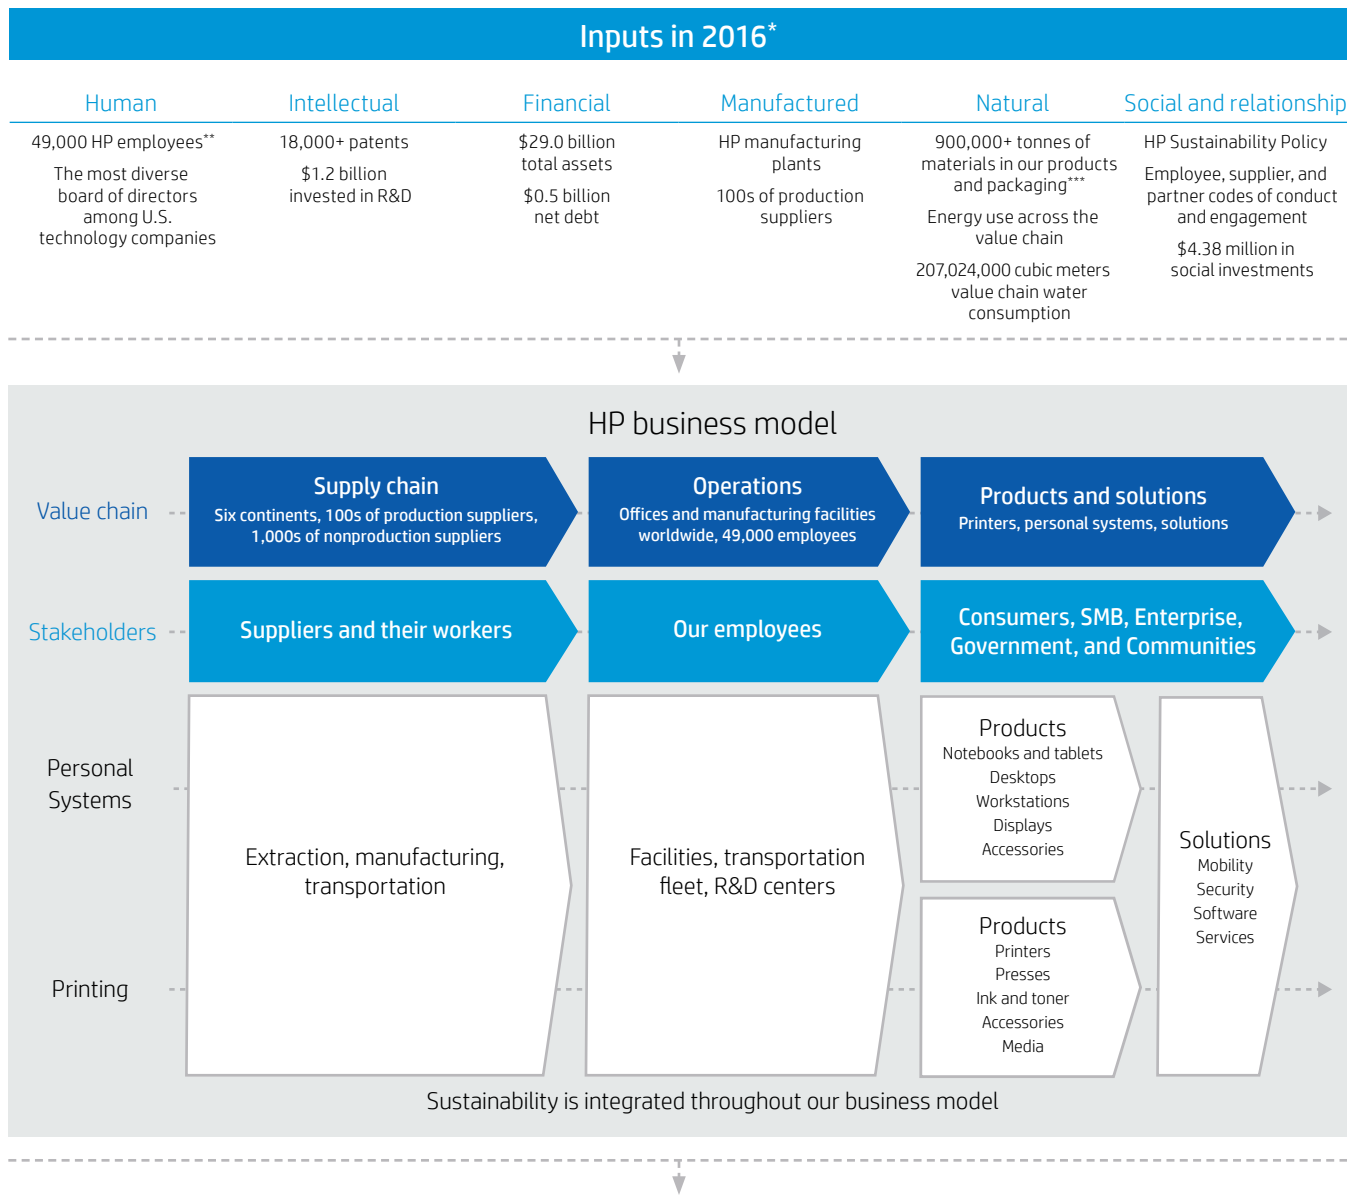 Inputs in 2016*
Human
49,000 HP employees**
The most diverse
board of directors
among U.S.
technology companies
Intellectual
18,000+ patents
$1.2 billion
invested in R&D
Financial
$29.0 billion
total assets
$0.5 billion
net debt
Manufactured
HP manufacturing
plants
100s of production
suppliers
Natural
900,000+ tonnes of
materials in our products
and packaging***
Energy use across the
value chain
207,024,000 cubic meters
value chain water
consumption
Social and relationship
HP Sustainability Policy
Employee, supplier, and
partner codes of conduct
and engagement
$4.38 million in
social investments
HP business model
Value chain
Supply chain
Six continents, 100s of production suppliers,
1,000s of nonproduction suppliers
Operations
Offices and manufacturing facilities
worldwide, 49,000 employees
Products and solutions
Printers, personal systems, solutions
Stakeholders
Suppliers and their workers
Our employees
Consumers, SMB, Enterprise,
Government, and Communities
Personal
Systems
Printing
Extraction, manufacturing,
transportation
Facilities, transportation
fleet, R&D centers
Products
Notebooks and tablets
Desktops
Workstations
Displays
Accessories
Products
Printers
Presses
Ink and toner
Accessories
Media
Solutions
Mobility
Security
Software
Services
Sustainability is integrated throughout our business model